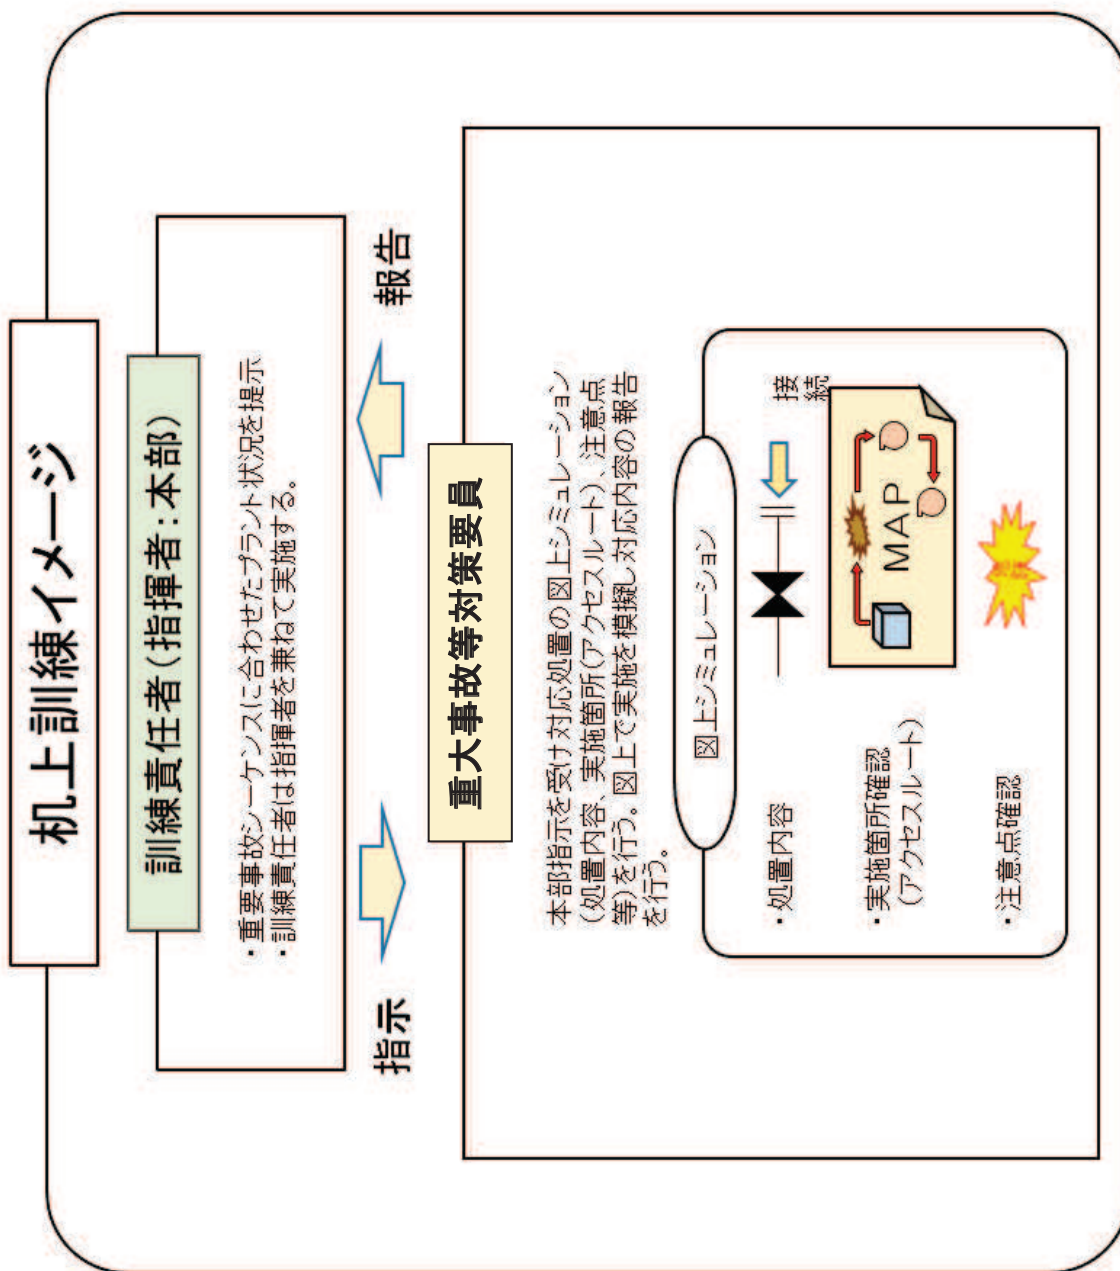 机上訓練イメージ
訓練責任者(指揮者:本部)
・重要事故シーケンスに合わせたプラント状況を提示
・訓練責任者は指揮者を兼ねて実施する。
指示
報告
重大事故等対策要員
本部指示を受け対応処置の図上シミュレーション
(処置内容、実施箇所(アクセスルート)、注意点
等)を行う。図上で実施を模擬し対応内容の報告
を行う。
図上シミュレーション
・処置内容
接
続
・実施箇所確認
(アクセスルート)
MAP
・注意点確認